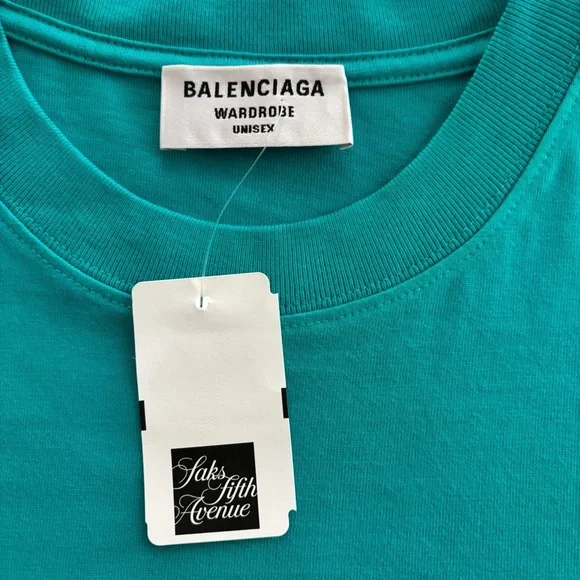 BALENCIAGA
WARDROBE
UNISEX
Saks
Fifth
Avenue